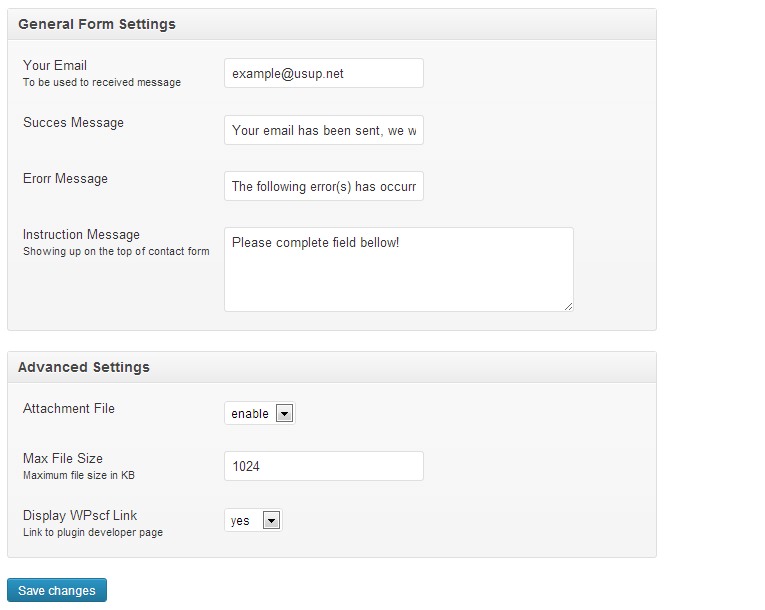 General Form Settings
Your Email
example@usup.net
To be used to received message
Succes Message
Your email has been sent, we w
Erorr Message
The following error(s) has occurr
Instruction Message
Please complete field bellow!
Showing up on the top of contact form
Advanced Settings
Attachment File
enable
Max File Size
1024
Maximum file size in KB
Display WPscf Link
yes
Link to plugin developer page
Save changes